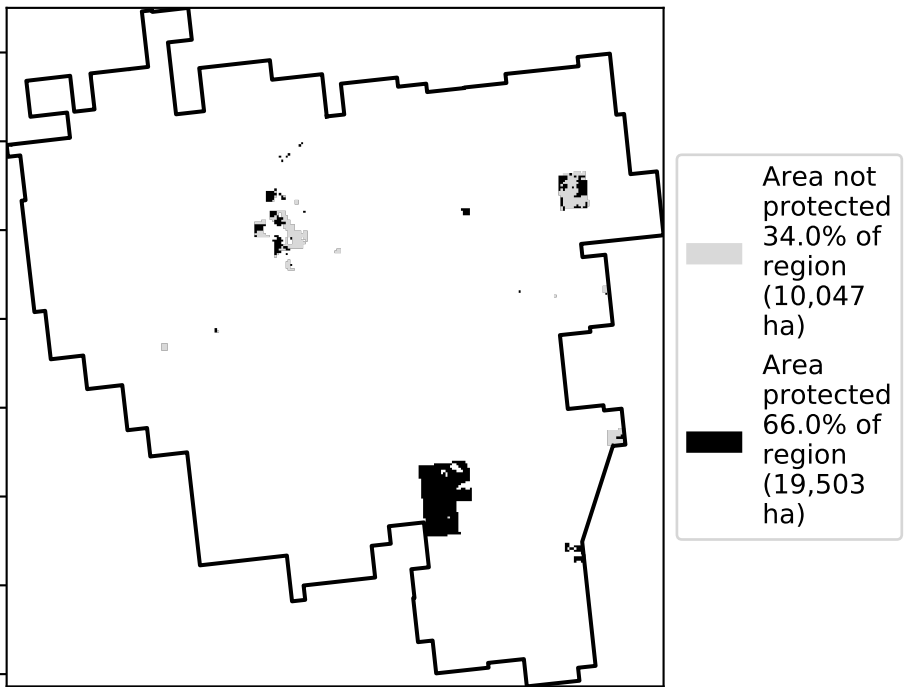 Area not
protected
34.0% of
region
(10,047
ha)
Area
protected
66.0% of
region
(19,503
ha)